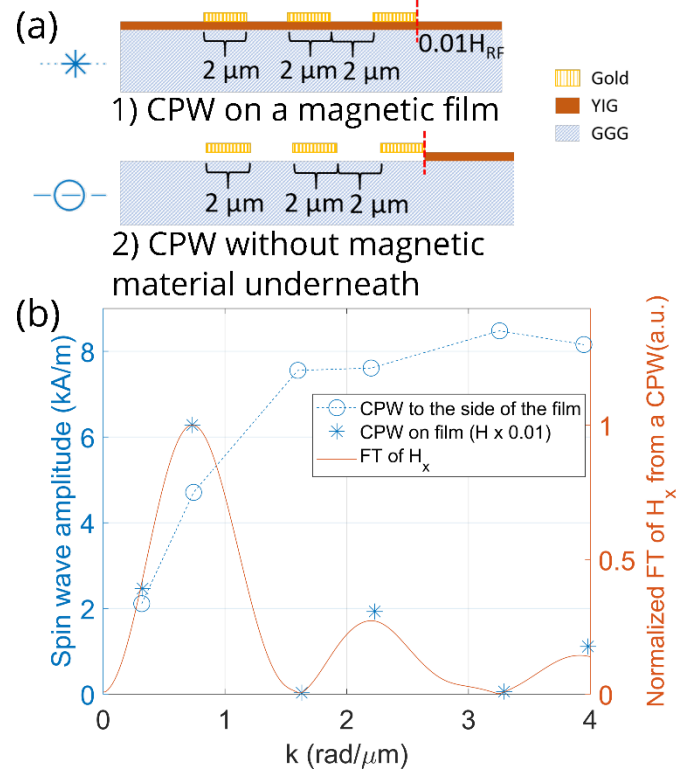 (a)
0.01H_RF
2 μm 2 μm 2 μm
1) CPW on a magnetic film
Gold
YIG
GGG
2 μm 2 μm 2 μm
2) CPW without magnetic
material underneath
(b)
Spin wave amplitude (kA/m)
8
6
4
2
0
CPW to the side of the film
CPW on film (H x 0.01)
FT of H_x
1
0.5
0
Normalized FT of H_x from a CPW(a.u.)
0 1 2 3 4
k (rad/μm)